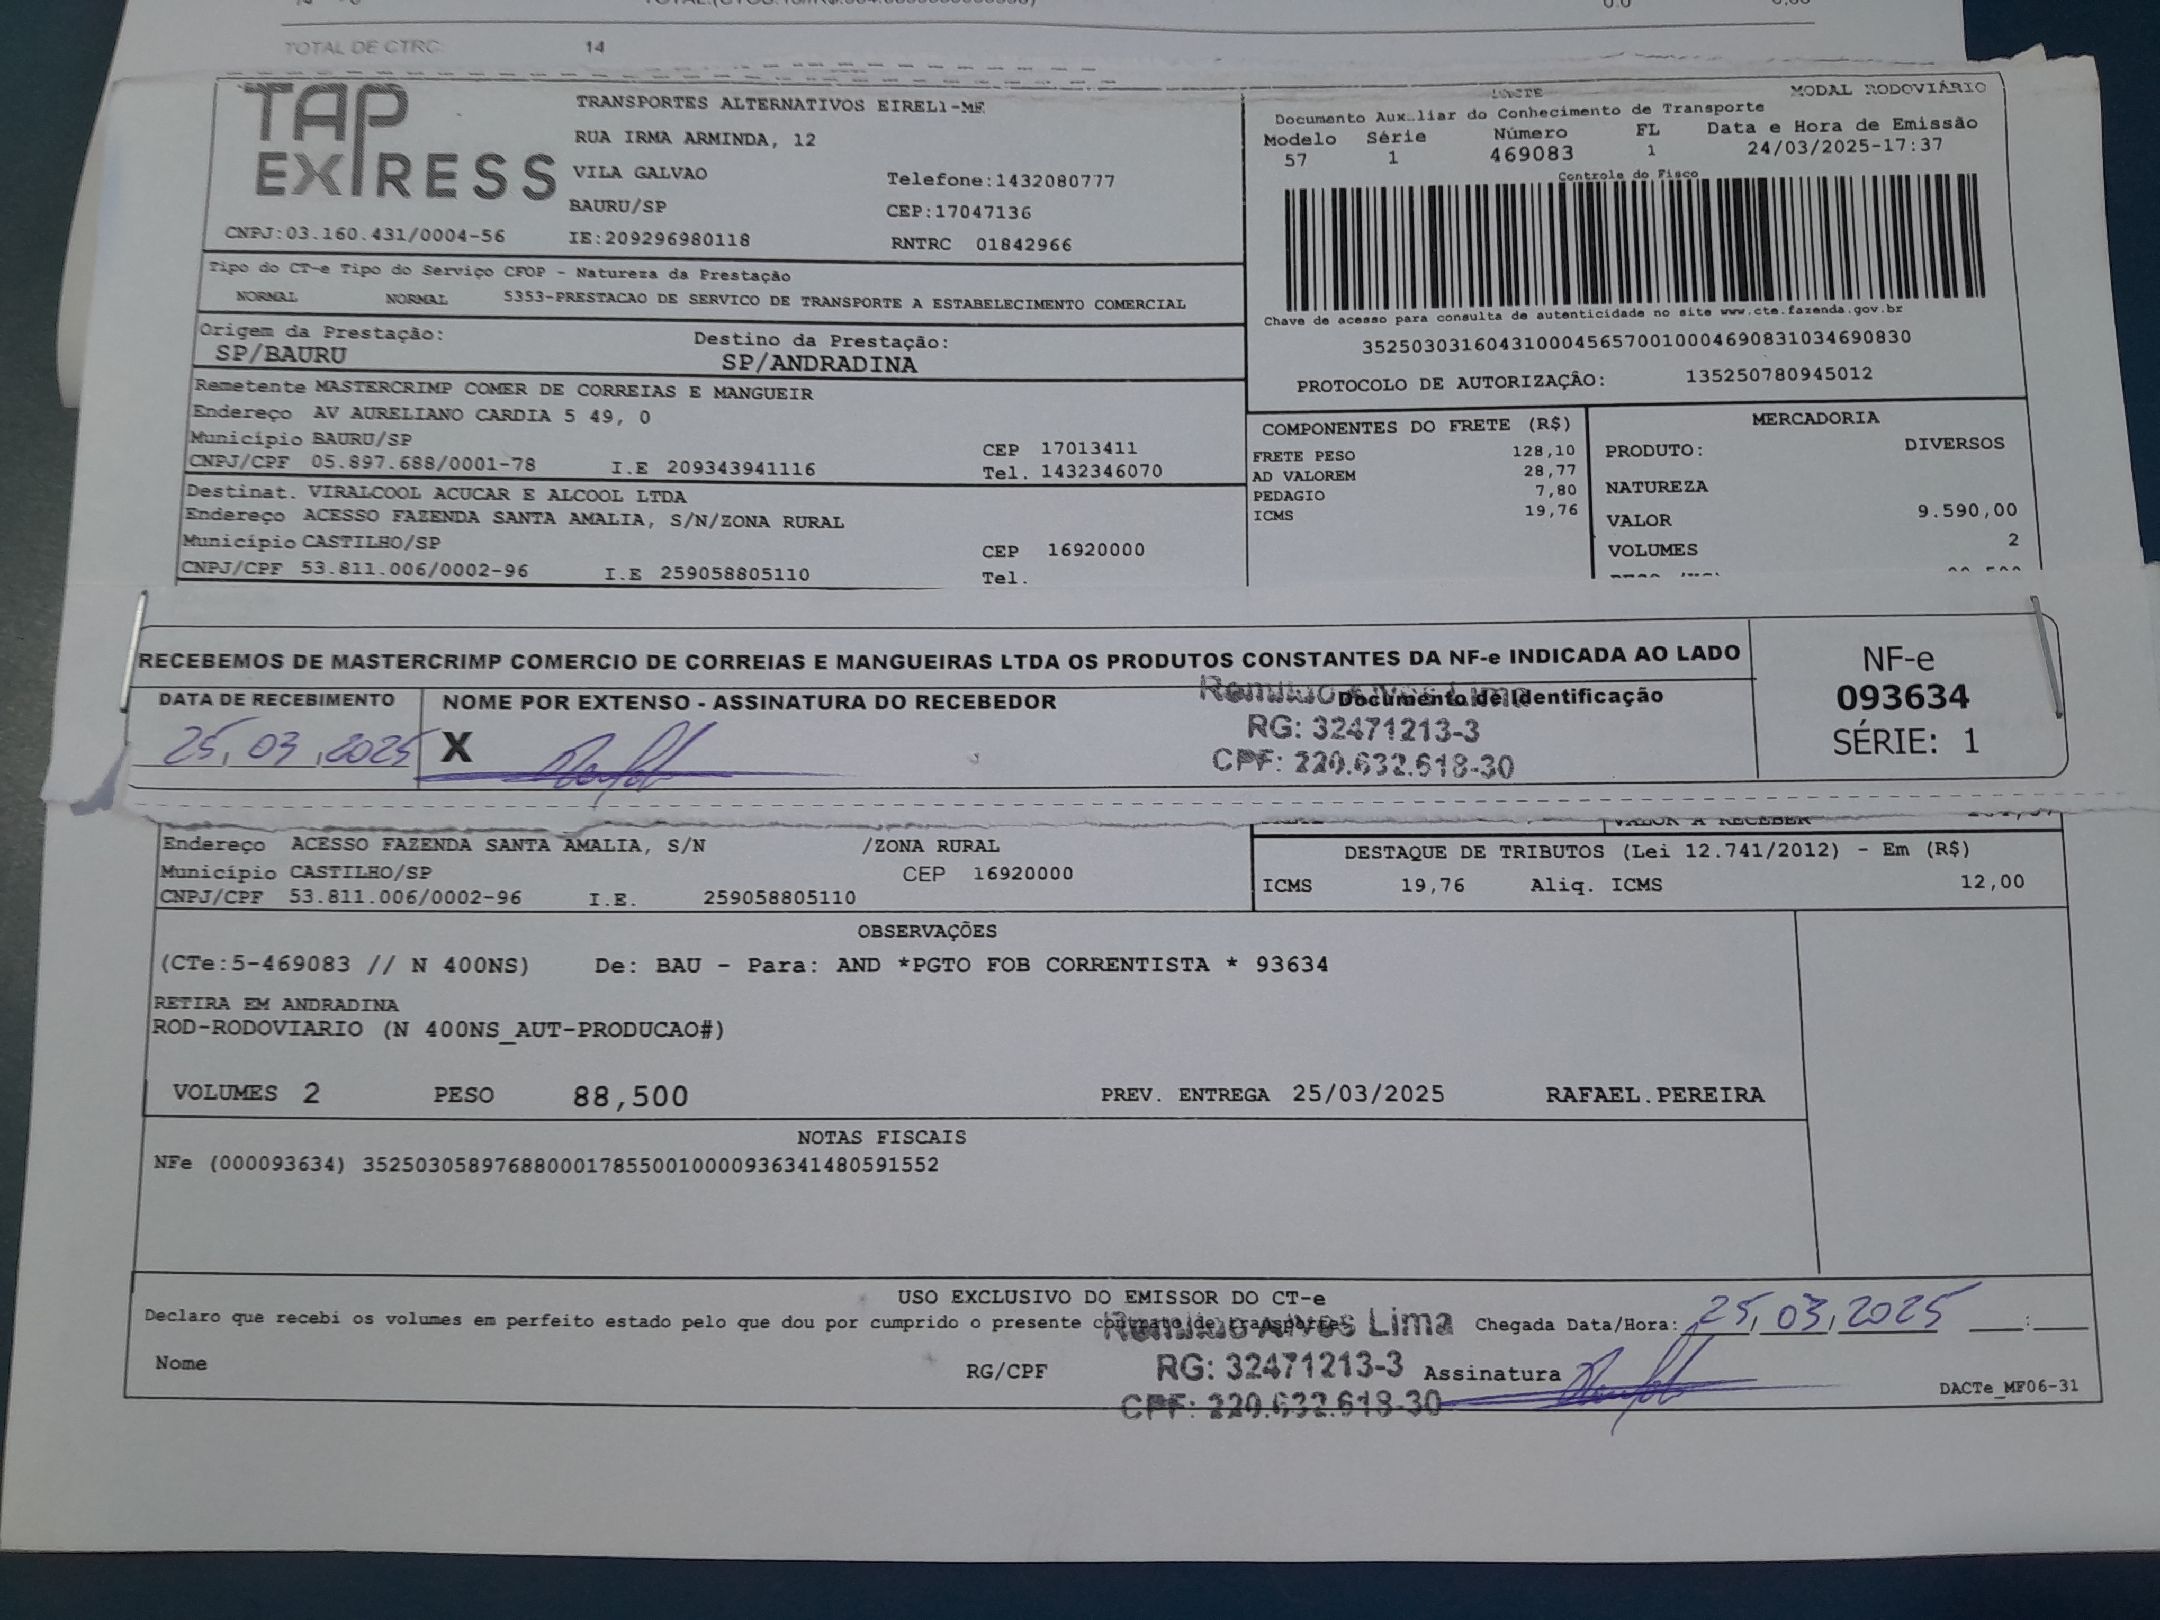 TOTAL DE CTRC: 14
TAP EXPRESS
TRANSPORTES ALTERNATIVOS EIRELI-ME
RUA IRMA ARMINDA, 12
VILA GALVAO Telefone:1432080777
BAURU/SP CEP:17047136
CNPJ:03.160.431/0004-56 IE:209296980118 RNTRC 01842966
MODAL RODOVIÁRIO
Documento Auxiliar do Conhecimento de Transporte
Modelo Série Número FL Data e Hora de Emissão
57 1 469083 1 24/03/2025-17:37
Controle do Fisco
Chave de acesso para consulta de autenticidade no site www.cte.fazenda.gov.br
35250303160431000456570010004690831034690830
PROTOCOLO DE AUTORIZAÇÃO: 135250780945012
Tipo do CT-e Tipo do Serviço CFOP - Natureza da Prestação
NORMAL NORMAL 5353-PRESTACAO DE SERVICO DE TRANSPORTE A ESTABELECIMENTO COMERCIAL
Origem da Prestação: Destino da Prestação:
SP/BAURU SP/ANDRADINA
Remetente MASTERCRIMP COMER DE CORREIAS E MANGUEIR
Endereço AV AURELIANO CARDIA 5 49, 0
Município BAURU/SP CEP 17013411
CNPJ/CPF 05.897.688/0001-78 I.E 209343941116 Tel. 1432346070
Destinat. VIRALCOOL ACUCAR E ALCOOL LTDA
Endereço ACESSO FAZENDA SANTA AMALIA, S/N/ZONA RURAL
Município CASTILHO/SP CEP 16920000
CNPJ/CPF 53.811.006/0002-96 I.E 259058805110 Tel.
COMPONENTES DO FRETE (R$)
FRETE PESO 128,10
AD VALOREM 28,77
PEDAGIO 7,80
ICMS 19,76
MERCADORIA
PRODUTO: DIVERSOS
NATUREZA
VALOR 9.590,00
VOLUMES 2
RECEBEMOS DE MASTERCRIMP COMERCIO DE CORREIAS E MANGUEIRAS LTDA OS PRODUTOS CONSTANTES DA NF-e INDICADA AO LADO
DATA DE RECEBIMENTO NOME POR EXTENSO - ASSINATURA DO RECEBEDOR Documento de Identificação
25,03,2025 X
Romildo Alves Lima
RG: 32471213-3
CPF: 220.632.618-30
NF-e
093634
SÉRIE: 1
VALOR A RECEBER
Endereço ACESSO FAZENDA SANTA AMALIA, S/N /ZONA RURAL
Município CASTILHO/SP CEP 16920000
CNPJ/CPF 53.811.006/0002-96 I.E. 259058805110
DESTAQUE DE TRIBUTOS (Lei 12.741/2012) - Em (R$)
ICMS 19,76 Aliq. ICMS 12,00
OBSERVAÇÕES
(CTe:5-469083 // N 400NS) De: BAU - Para: AND *PGTO FOB CORRENTISTA * 93634
RETIRA EM ANDRADINA
ROD-RODOVIARIO (N 400NS_AUT-PRODUCAO#)
VOLUMES 2 PESO 88,500 PREV. ENTREGA 25/03/2025 RAFAEL.PEREIRA
NOTAS FISCAIS
NFe (000093634) 35250305897688000178550010000936341480591552
USO EXCLUSIVO DO EMISSOR DO CT-e
Declaro que recebi os volumes em perfeito estado pelo que dou por cumprido o presente contrato de transporte. Chegada Data/Hora: 25,03,2025 __:__
Romildo Alves Lima
Nome RG/CPF RG: 32471213-3 Assinatura
CPF: 220.632.618-30
DACTe_MF06-31